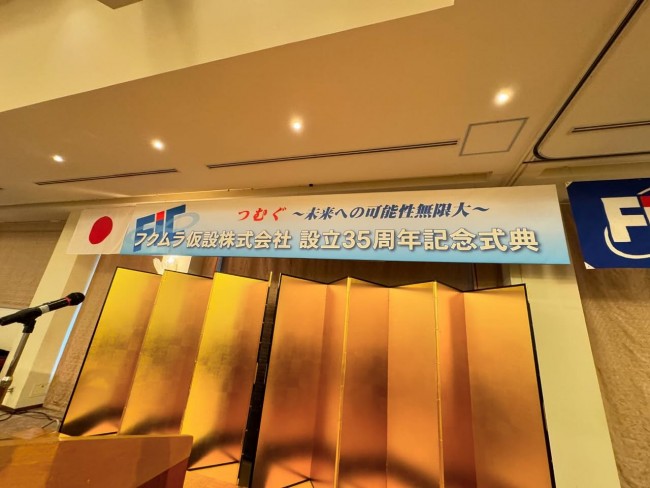 つむぐ ～未来への可能性無限大～
フクムラ仮設株式会社 設立35周年記念式典